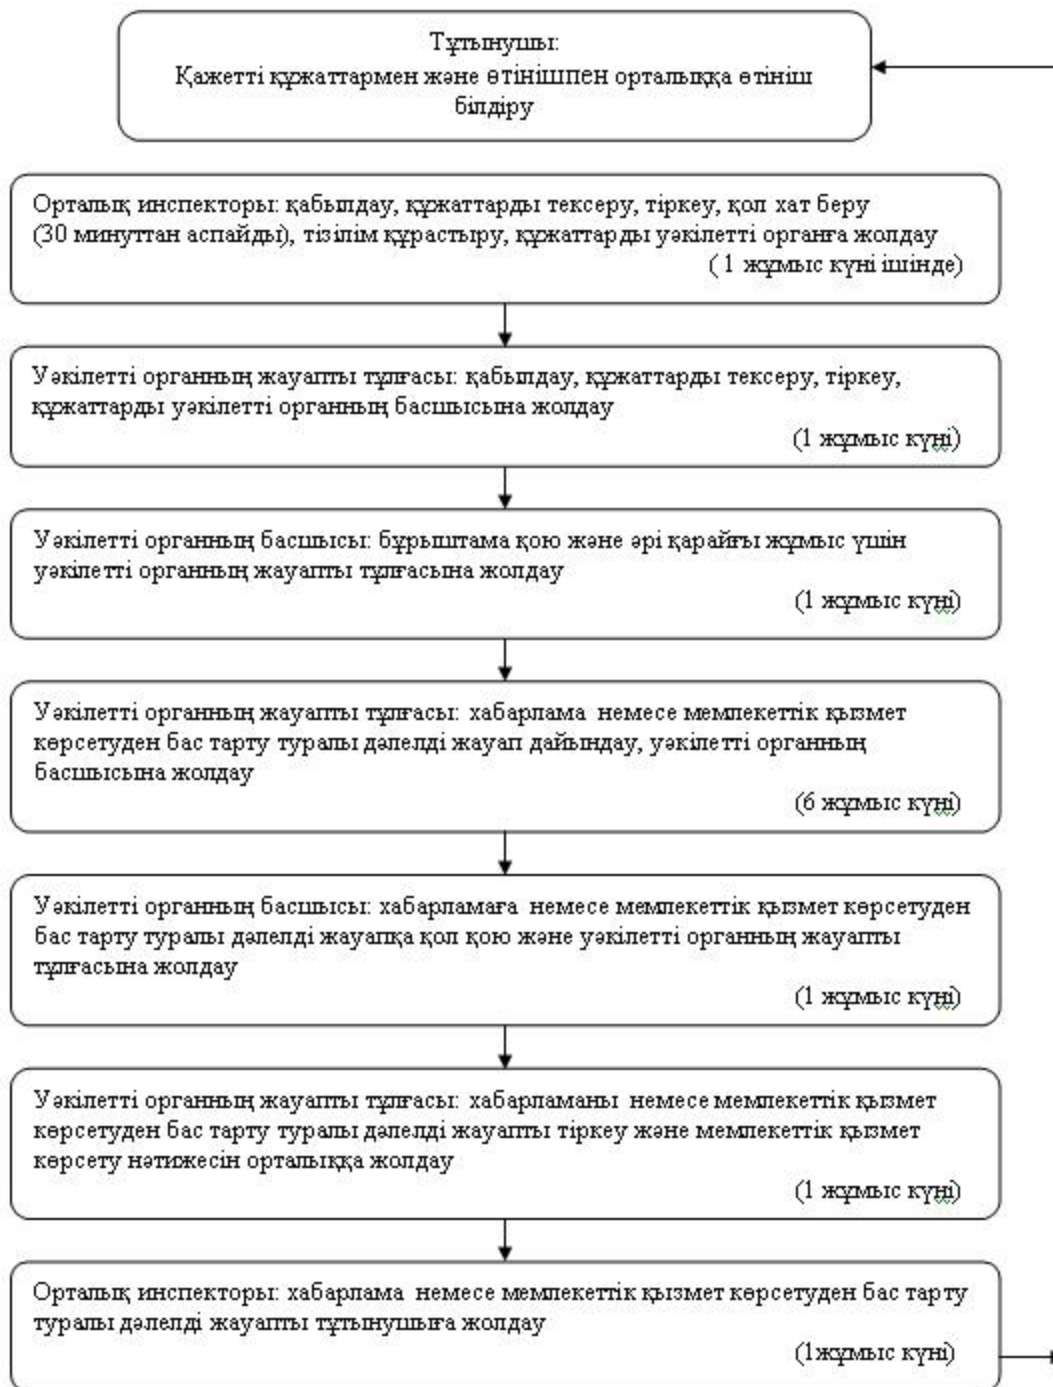 Тұтынушы:
Қажетті құжаттармен және өтінішпен орталыққа өтініш
білдіру
Орталық инспекторы: қабылдау, құжаттарды тексеру, тіркеу, қол хат беру
(30 минуттан аспайды), тізілім құрастыру, құжаттарды уәкілетті органға жолдау
( 1 жұмыс күні ішінде)
Уәкілетті органның жауапты тұлғасы: қабылдау, құжаттарды тексеру, тіркеу,
құжаттарды уәкілетті органның басшысына жолдау
(1 жұмыс күні)
Уәкілетті органның басшысы: бұрыштама қою және әрі қарайғы жұмыс үшін
уәкілетті органның жауапты тұлғасына жолдау
(1 жұмыс күні)
Уәкілетті органның жауапты тұлғасы: хабарлама немесе мемлекеттік қызмет
көрсетуден бас тарту туралы дәлелді жауап дайындау, уәкілетті органның
басшысына жолдау
(6 жұмыс күні)
Уәкілетті органның басшысы: хабарламаға немесе мемлекеттік қызмет көрсетуден
бас тарту туралы дәлелді жауапқа қол қою және уәкілетті органның жауапты
тұлғасына жолдау
(1 жұмыс күні)
Уәкілетті органның жауапты тұлғасы: хабарламаны немесе мемлекеттік қызмет
көрсетуден бас тарту туралы дәлелді жауапты тіркеу және мемлекеттік қызмет
көрсету нәтижесін орталыққа жолдау
(1 жұмыс күні)
Орталық инспекторы: хабарлама немесе мемлекеттік қызмет көрсетуден бас тарту
туралы дәлелді жауапты тұтынушыға жолдау
(1жұмыс күні)